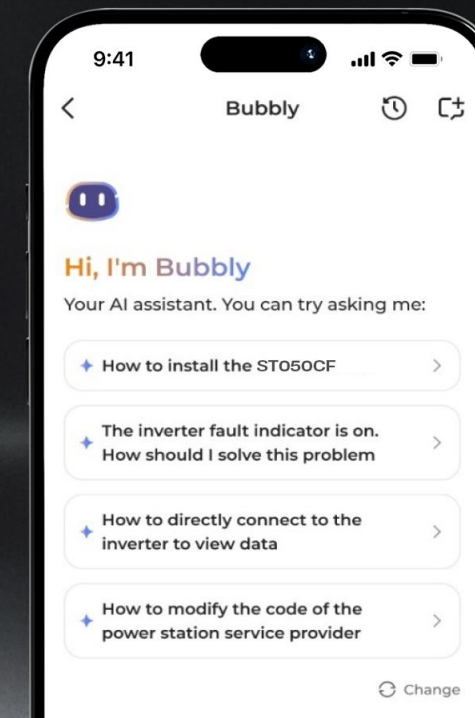 9:41
Bubbly
Hi, I'm Bubbly
Your AI assistant. You can try asking me:
How to install the ST050CF
The inverter fault indicator is on.
How should I solve this problem
How to directly connect to the
inverter to view data
How to modify the code of the
power station service provider
Change